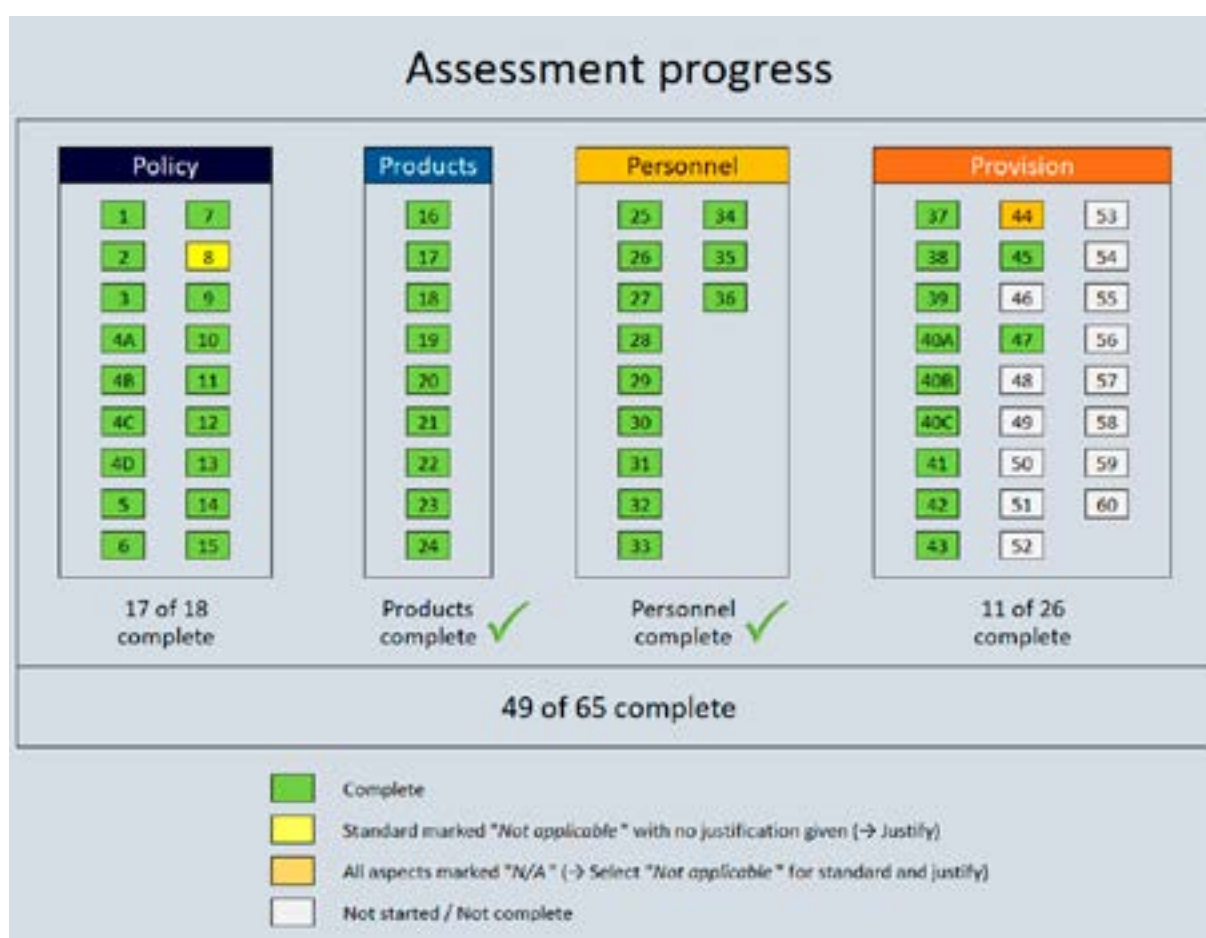 Assessment progress
Policy
Products
Personnel
Provision
1 7
2 8
3 9
4A 10
4B 11
4C 12
4D 13
5 14
6 15
16
17
18
19
20
21
22
23
24
25 34
26 35
27 36
28
29
30
31
32
33
37 44 53
38 45 54
39 46 55
40A 47 56
40B 48 57
40C 49 58
41 50 59
42 51 60
43 52
17 of 18
complete
Products
complete
Personnel
complete
11 of 26
complete
49 of 65 complete
Complete
Standard marked "Not applicable" with no justification given (→ Justify)
All aspects marked "N/A" (→ Select "Not applicable" for standard and justify)
Not started / Not complete